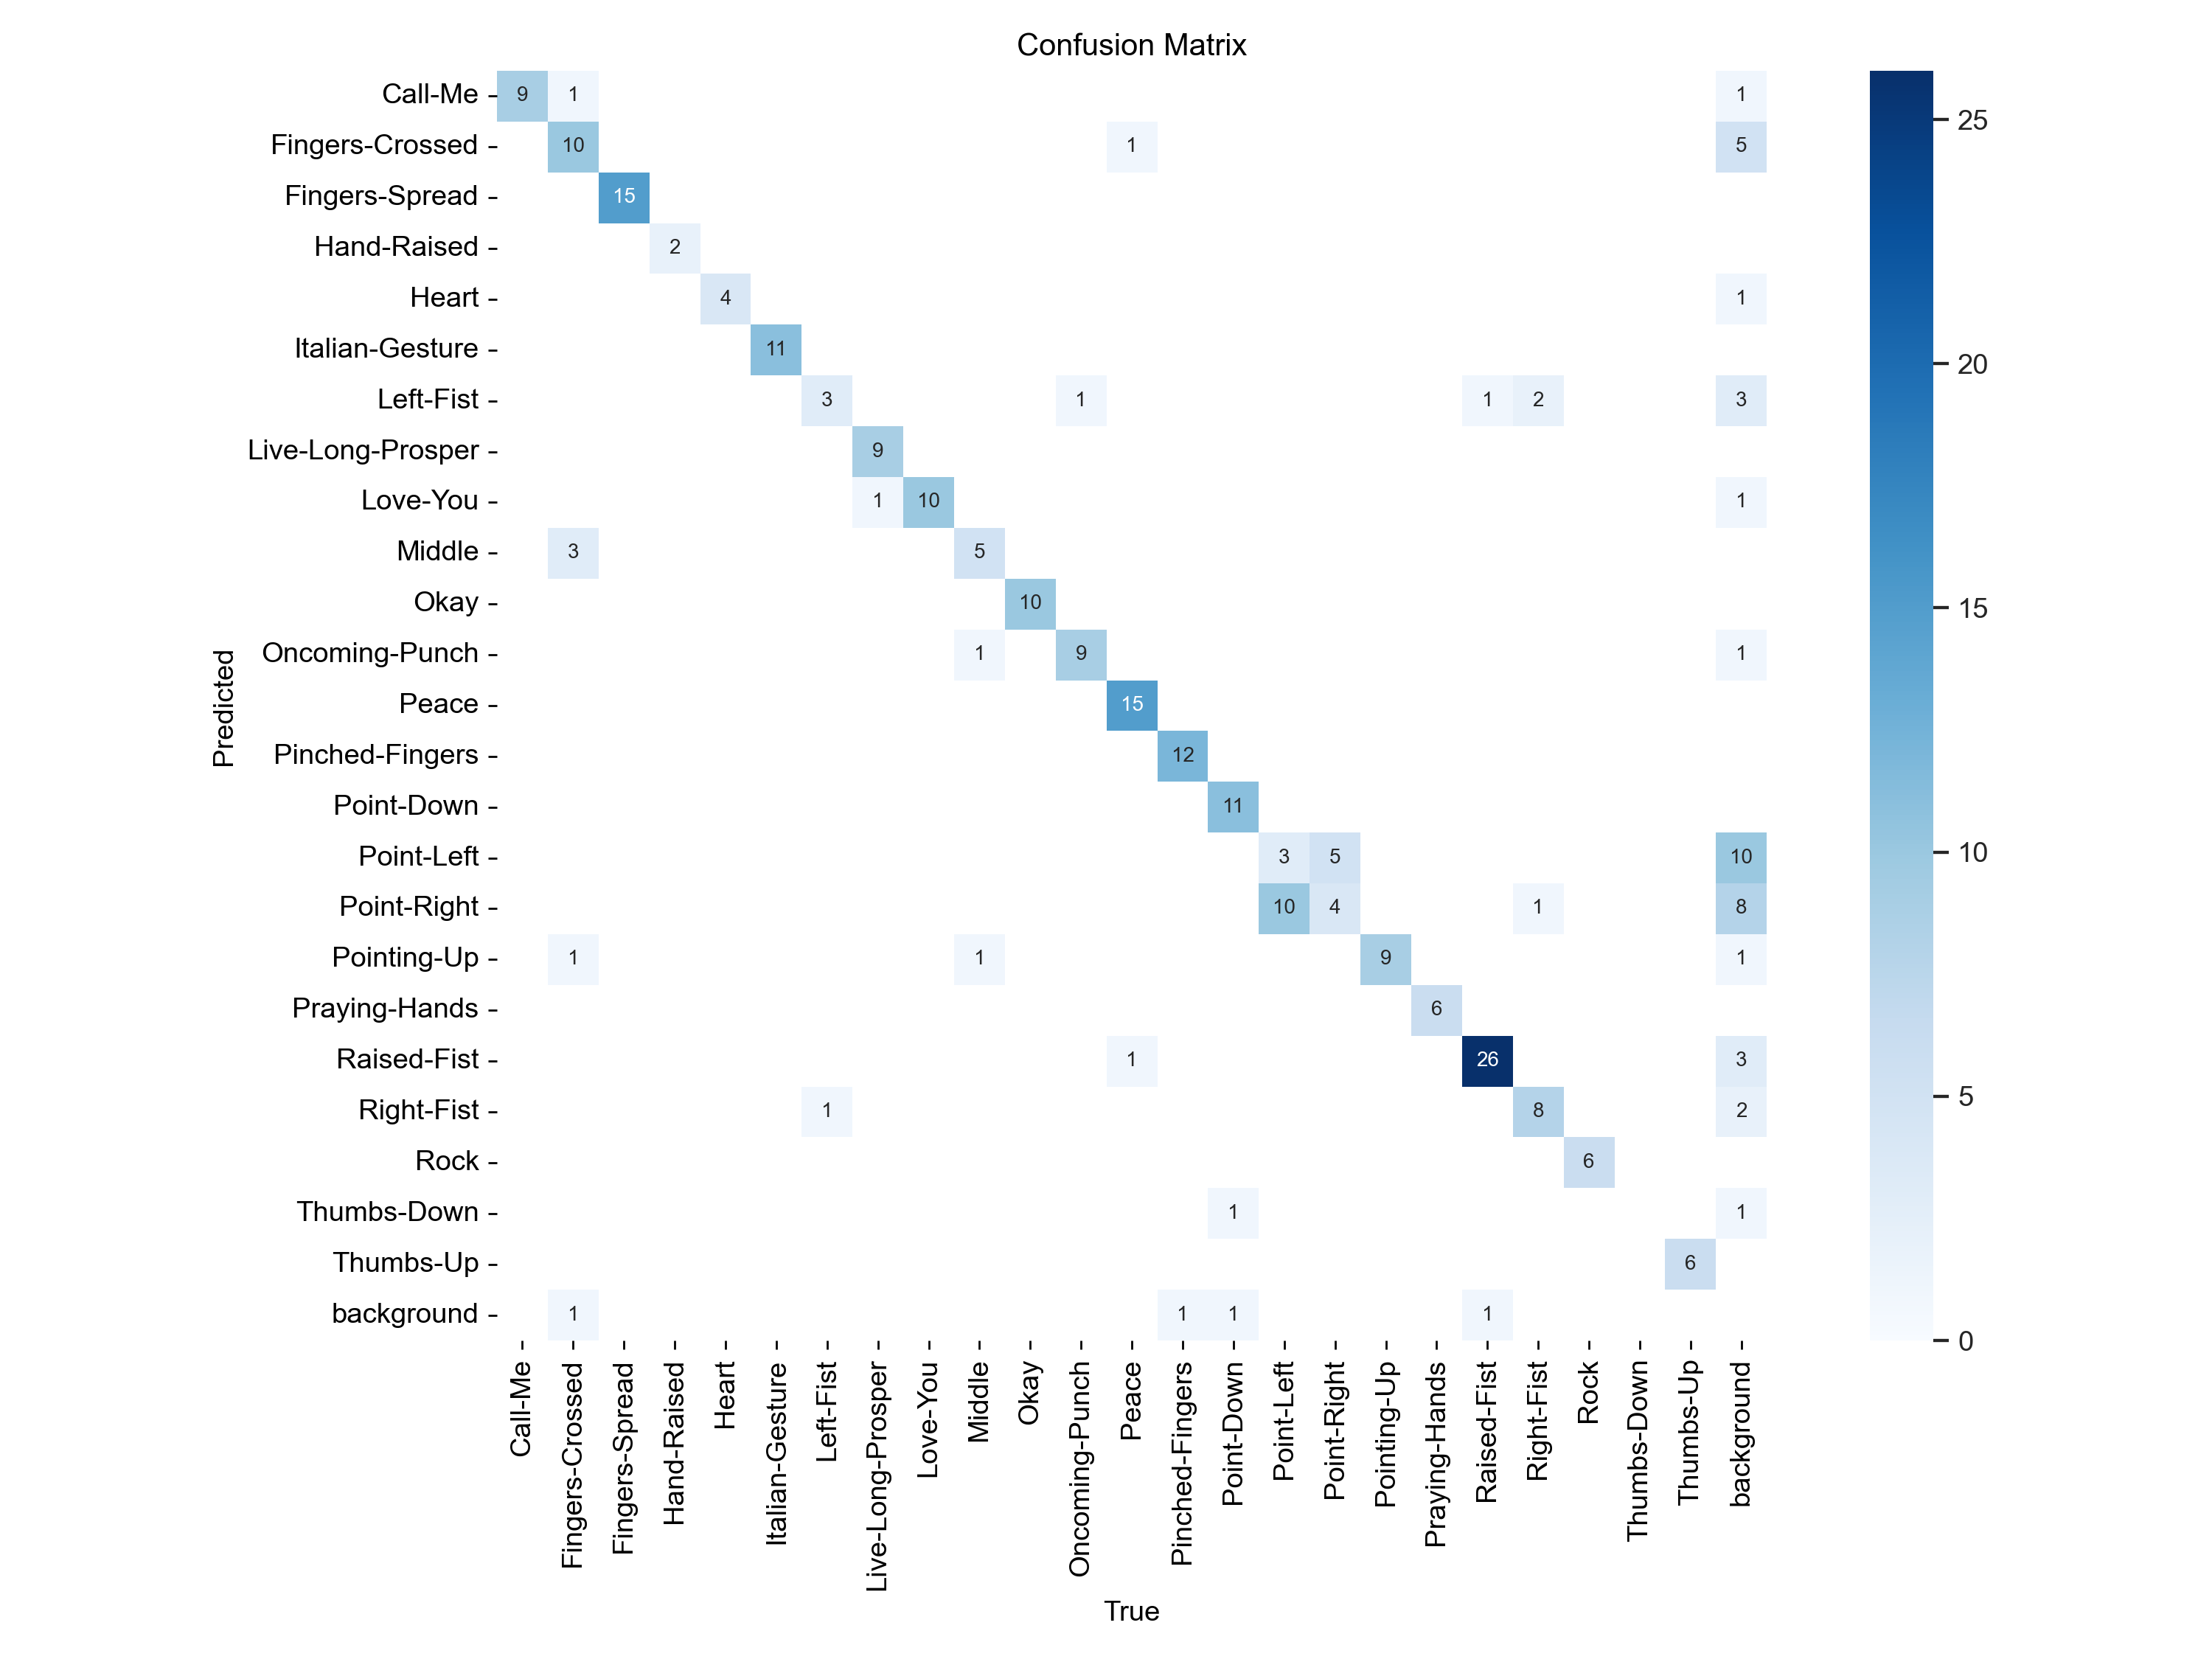 Confusion Matrix
Call-Me 9 1 1
Fingers-Crossed 10 1 5
Fingers-Spread 15
Hand-Raised 2
Heart 4 1
Italian-Gesture 11
Left-Fist 3 1 1 2 3
Live-Long-Prosper 9
Love-You 1 10 1
Middle 3 5
Okay 10
Oncoming-Punch 1 9 1
Peace 15
Pinched-Fingers 12
Point-Down 11
Point-Left 3 5 10
Point-Right 10 4 1 8
Pointing-Up 1 1 9 1
Praying-Hands 6
Raised-Fist 1 26 3
Right-Fist 1 8 2
Rock 6
Thumbs-Down 1 1
Thumbs-Up 6
background 1 1 1 1
Predicted
Call-Me
Fingers-Crossed
Fingers-Spread
Hand-Raised
Heart
Italian-Gesture
Left-Fist
Live-Long-Prosper
Love-You
Middle
Okay
Oncoming-Punch
Peace
Pinched-Fingers
Point-Down
Point-Left
Point-Right
Pointing-Up
Praying-Hands
Raised-Fist
Right-Fist
Rock
Thumbs-Down
Thumbs-Up
background
True
25
20
15
10
5
0